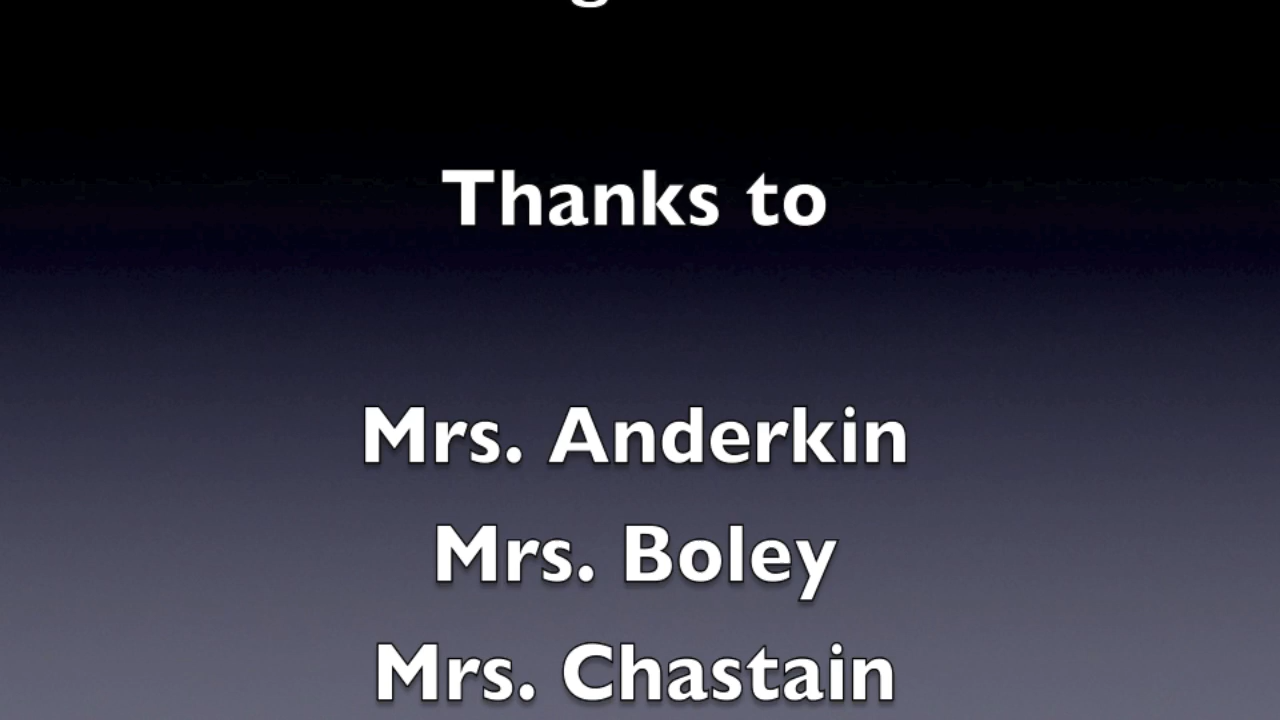 Thanks to
Mrs. Anderkin
Mrs. Boley
Mrs. Chastain